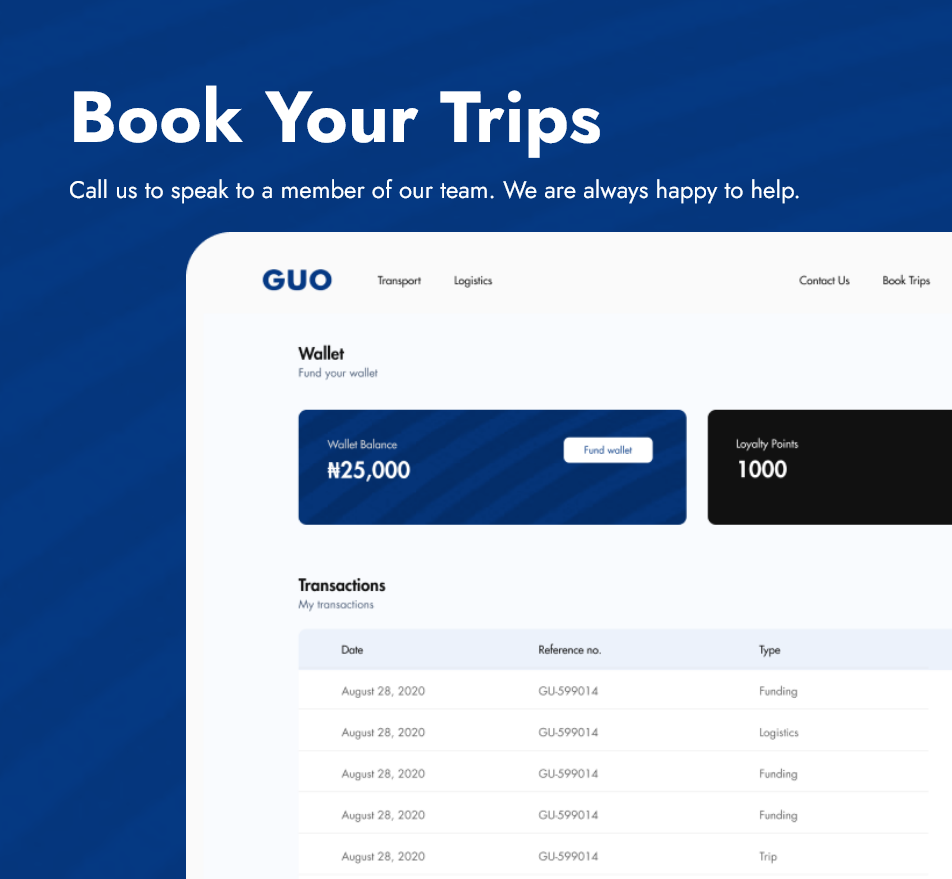 Book Your Trips
Call us to speak to a member of our team. We are always happy to help.
GUO Transport Logistics Contact Us Book Trips
Wallet
Fund your wallet
Wallet Balance
₦25,000
Fund wallet
Loyalty Points
1000
Transactions
My transactions
Date Reference no. Type
August 28, 2020 GU-599014 Funding
August 28, 2020 GU-599014 Logistics
August 28, 2020 GU-599014 Funding
August 28, 2020 GU-599014 Funding
August 28, 2020 GU-599014 Trip